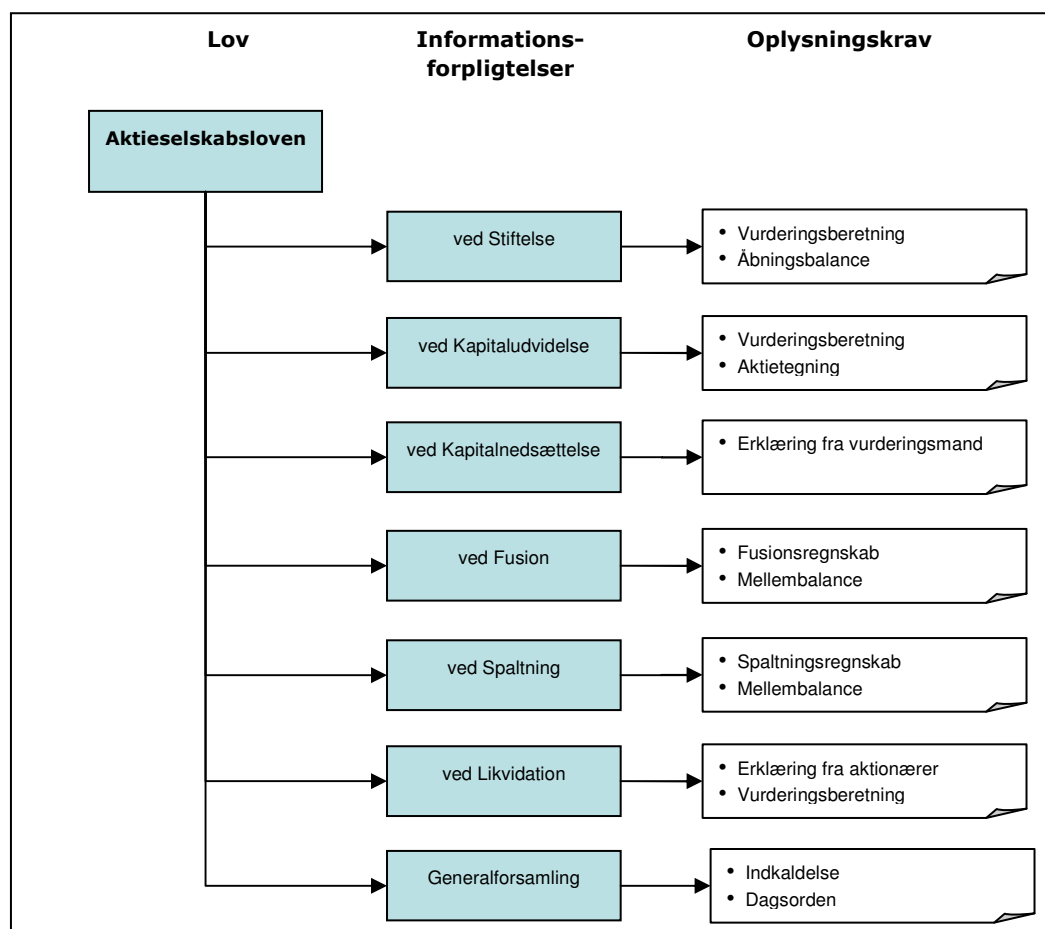 Lov
Informations-
forpligtelser
Oplysningskrav
Aktieselskabsloven
ved Stiftelse
• Vurderingsberetning
• Åbningsbalance
ved Kapitaludvidelse
• Vurderingsberetning
• Aktietegning
ved Kapitalnedsættelse
• Erklæring fra vurderingsmand
ved Fusion
• Fusionsregnskab
• Mellembalance
ved Spaltning
• Spaltningsregnskab
• Mellembalance
ved Likvidation
• Erklæring fra aktionærer
• Vurderingsberetning
Generalforsamling
• Indkaldelse
• Dagsorden